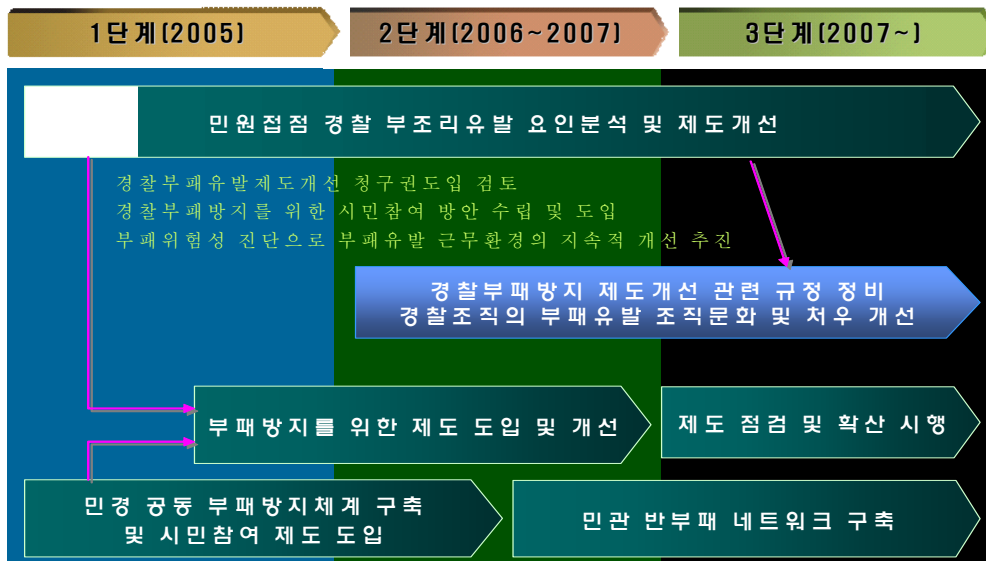 1단계(2005)
2단계(2006~2007)
3단계(2007~)
민원접점 경찰 부조리유발 요인분석 및 제도개선
경찰부패유발제도개선 청구권도입 검토
경찰부패방지를 위한 시민참여 방안 수립 및 도입
부패위험성 진단으로 부패유발 근무환경의 지속적 개선 추진
경찰부패방지 제도개선 관련 규정 정비
경찰조직의 부패유발 조직문화 및 처우 개선
부패방지를 위한 제도 도입 및 개선
제도 점검 및 확산 시행
민경 공동 부패방지체계 구축
및 시민참여 제도 도입
민관 반부패 네트워크 구축